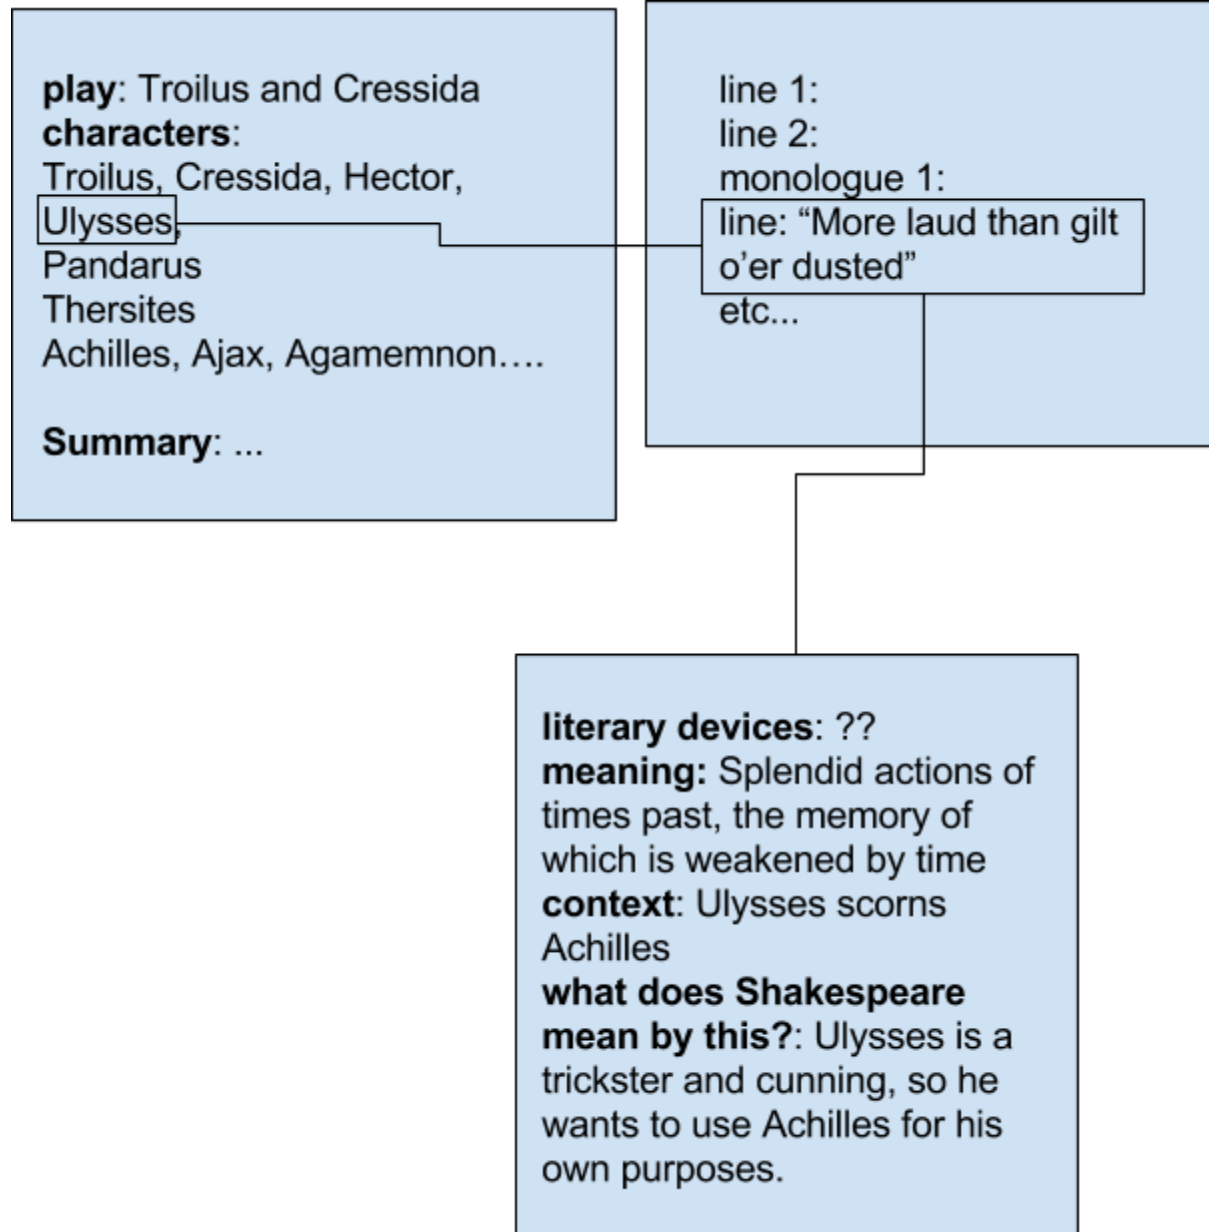 play: Troilus and Cressida
characters:
Troilus, Cressida, Hector,
Ulysses,
Pandarus
Thersites
Achilles, Ajax, Agamemnon....
Summary: ...
line 1:
line 2:
monologue 1:
line: “More laud than gilt
o’er dusted”
etc...
literary devices: ??
meaning: Splendid actions of
times past, the memory of
which is weakened by time
context: Ulysses scorns
Achilles
what does Shakespeare
mean by this?: Ulysses is a
trickster and cunning, so he
wants to use Achilles for his
own purposes.